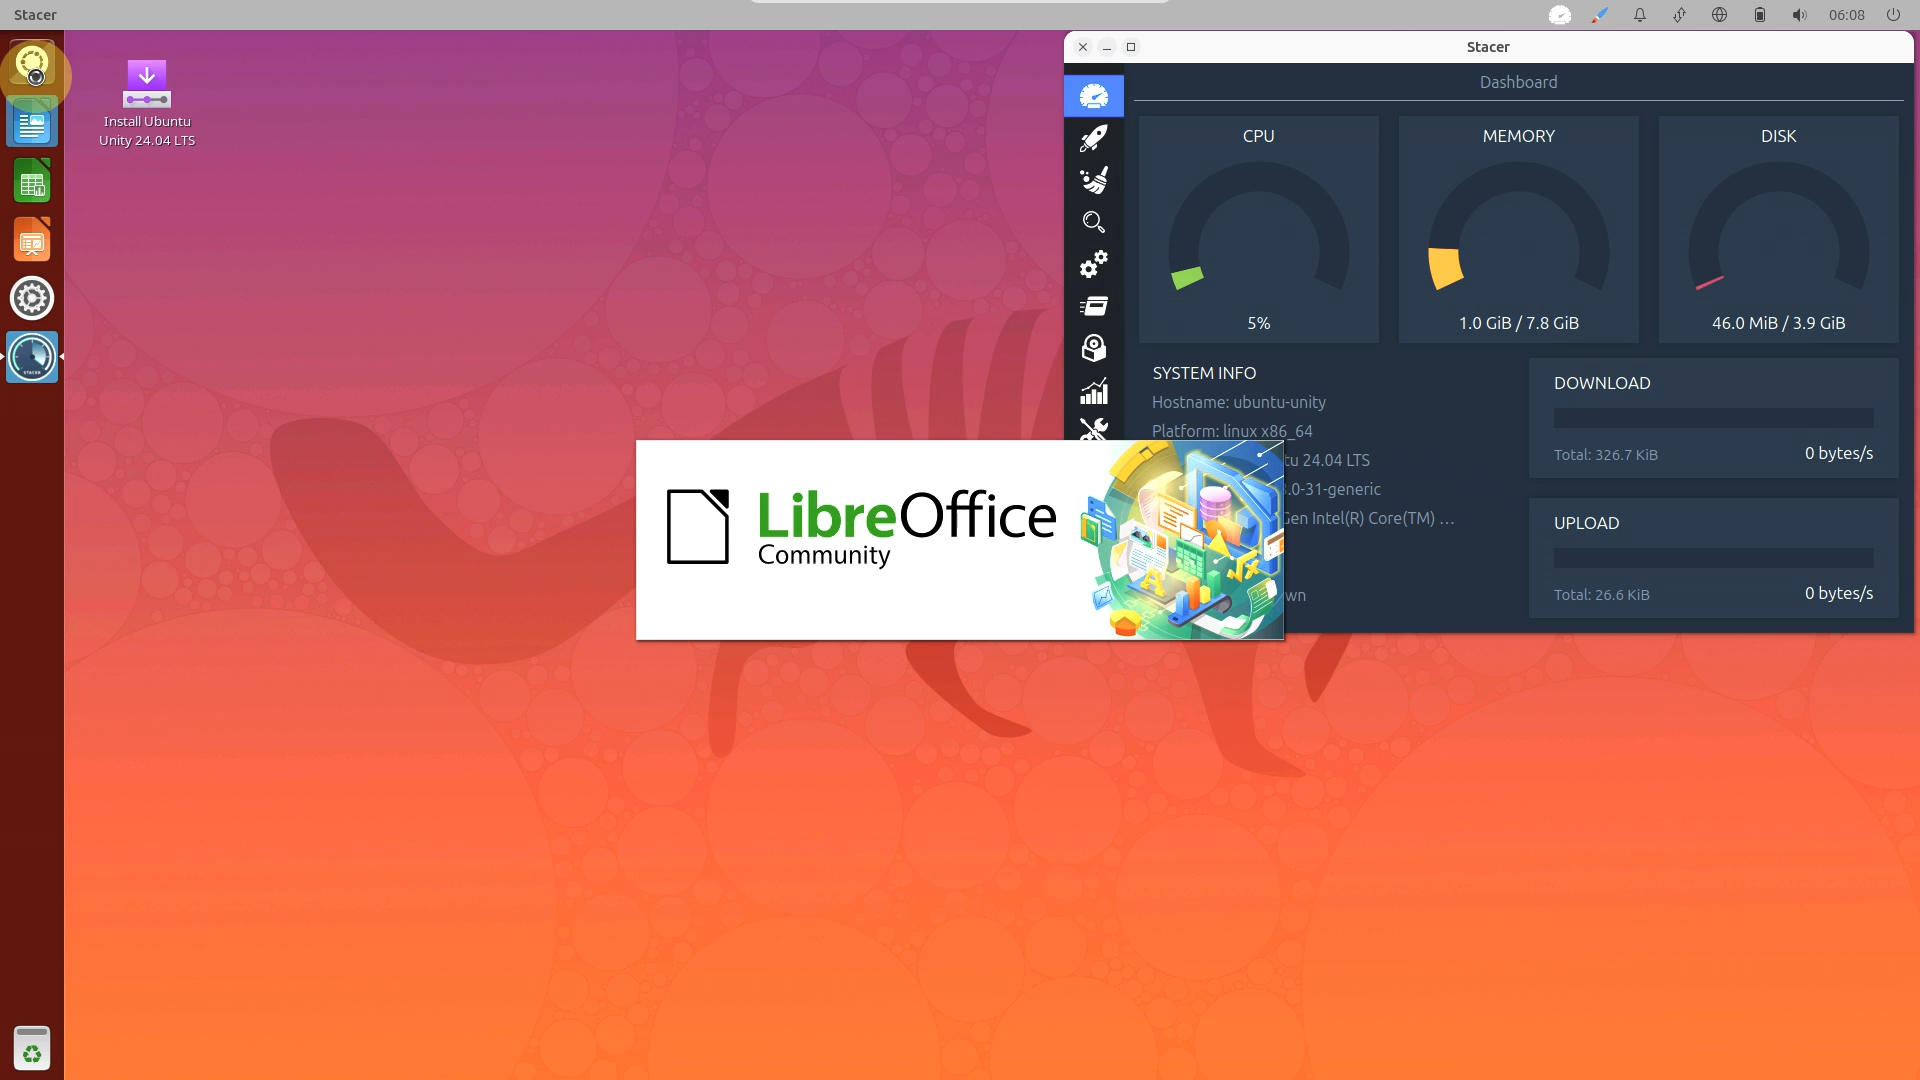 Stacer
06:08
Install Ubuntu
Unity 24.04 LTS
Stacer
Dashboard
CPU
MEMORY
DISK
5%
1.0 GiB / 7.8 GiB
46.0 MiB / 3.9 GiB
SYSTEM INFO
Hostname: ubuntu-unity
Platform: linux x86_64
tu 24.04 LTS
.0-31-generic
Gen Intel(R) Core(TM) ...
wn
DOWNLOAD
Total: 326.7 KiB
0 bytes/s
UPLOAD
Total: 26.6 KiB
0 bytes/s
LibreOffice
Community
STACER